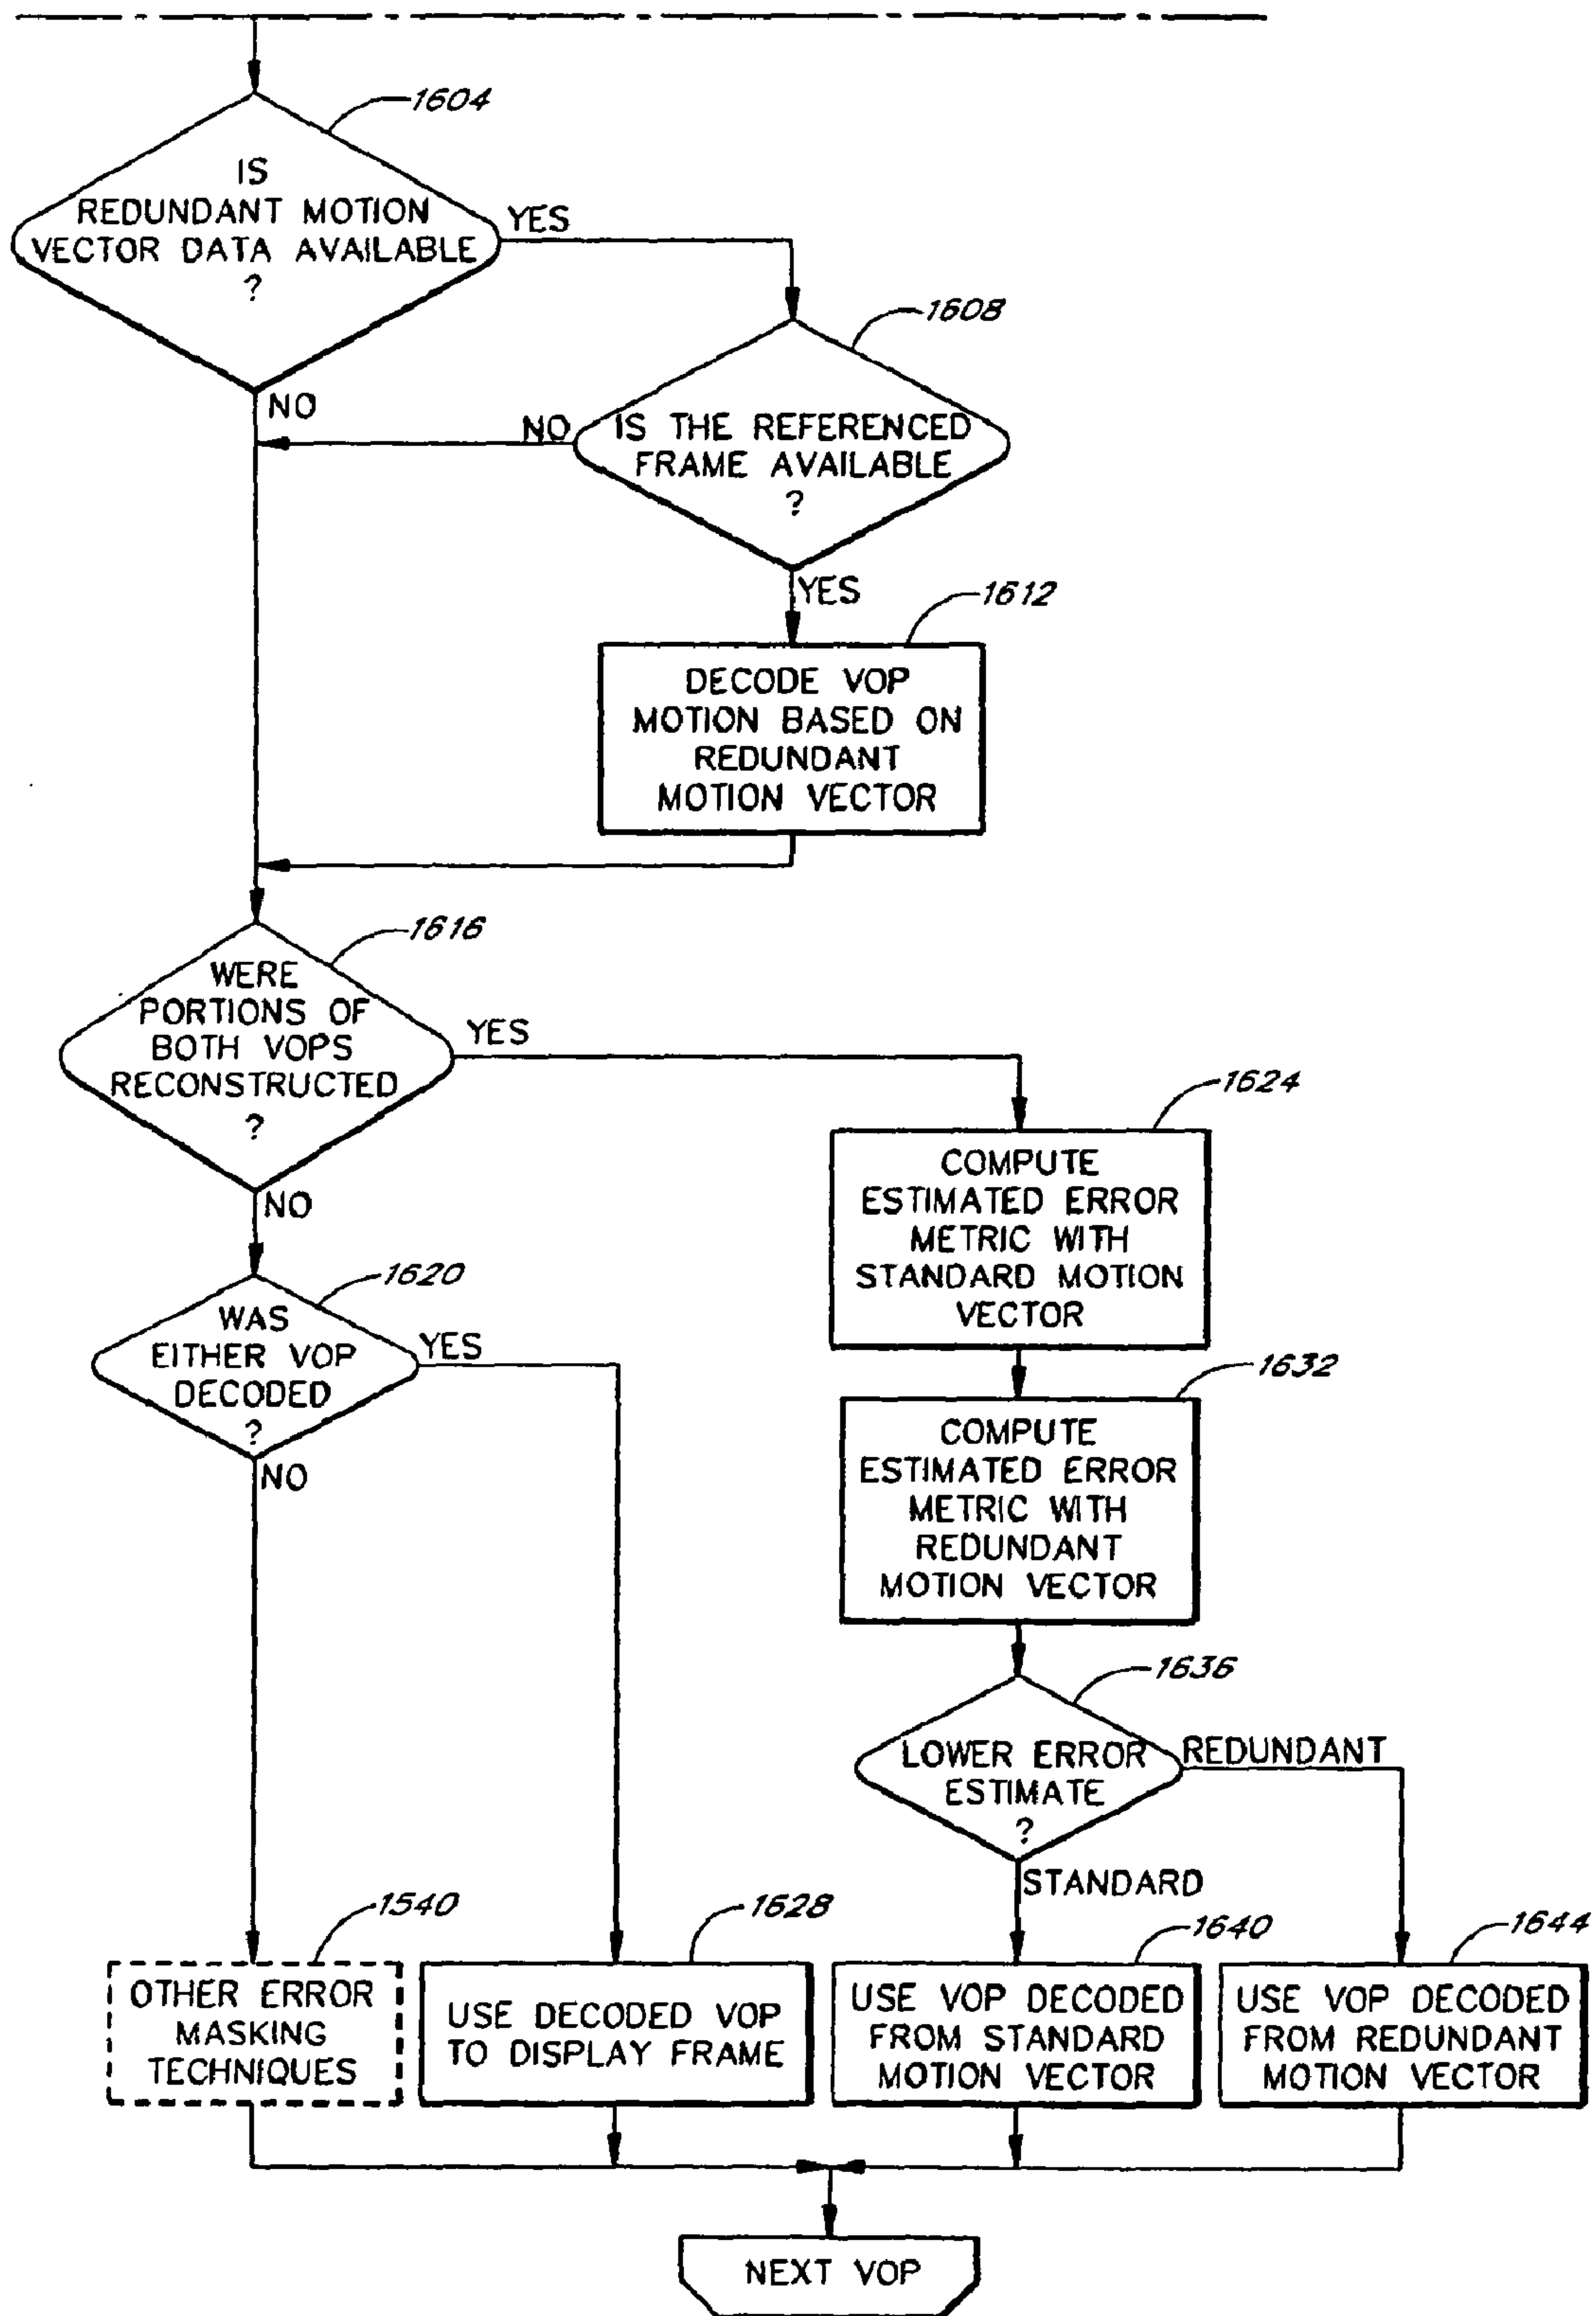 1604
IS
REDUNDANT MOTION
VECTOR DATA AVAILABLE
?
YES
NO
1608
IS THE REFERENCED
FRAME AVAILABLE
?
NO
YES
1612
DECODE VOP
MOTION BASED ON
REDUNDANT
MOTION VECTOR
1616
WERE
PORTIONS OF
BOTH VOPS
RECONSTRUCTED
?
YES
NO
1620
WAS
EITHER VOP
DECODED
?
YES
NO
1624
COMPUTE
ESTIMATED ERROR
METRIC WITH
STANDARD MOTION
VECTOR
1632
COMPUTE
ESTIMATED ERROR
METRIC WITH
REDUNDANT
MOTION VECTOR
1636
LOWER ERROR
ESTIMATE
?
REDUNDANT
STANDARD
1540
OTHER ERROR
MASKING
TECHNIQUES
1628
USE DECODED VOP
TO DISPLAY FRAME
1640
USE VOP DECODED
FROM STANDARD
MOTION VECTOR
1644
USE VOP DECODED
FROM REDUNDANT
MOTION VECTOR
NEXT VOP